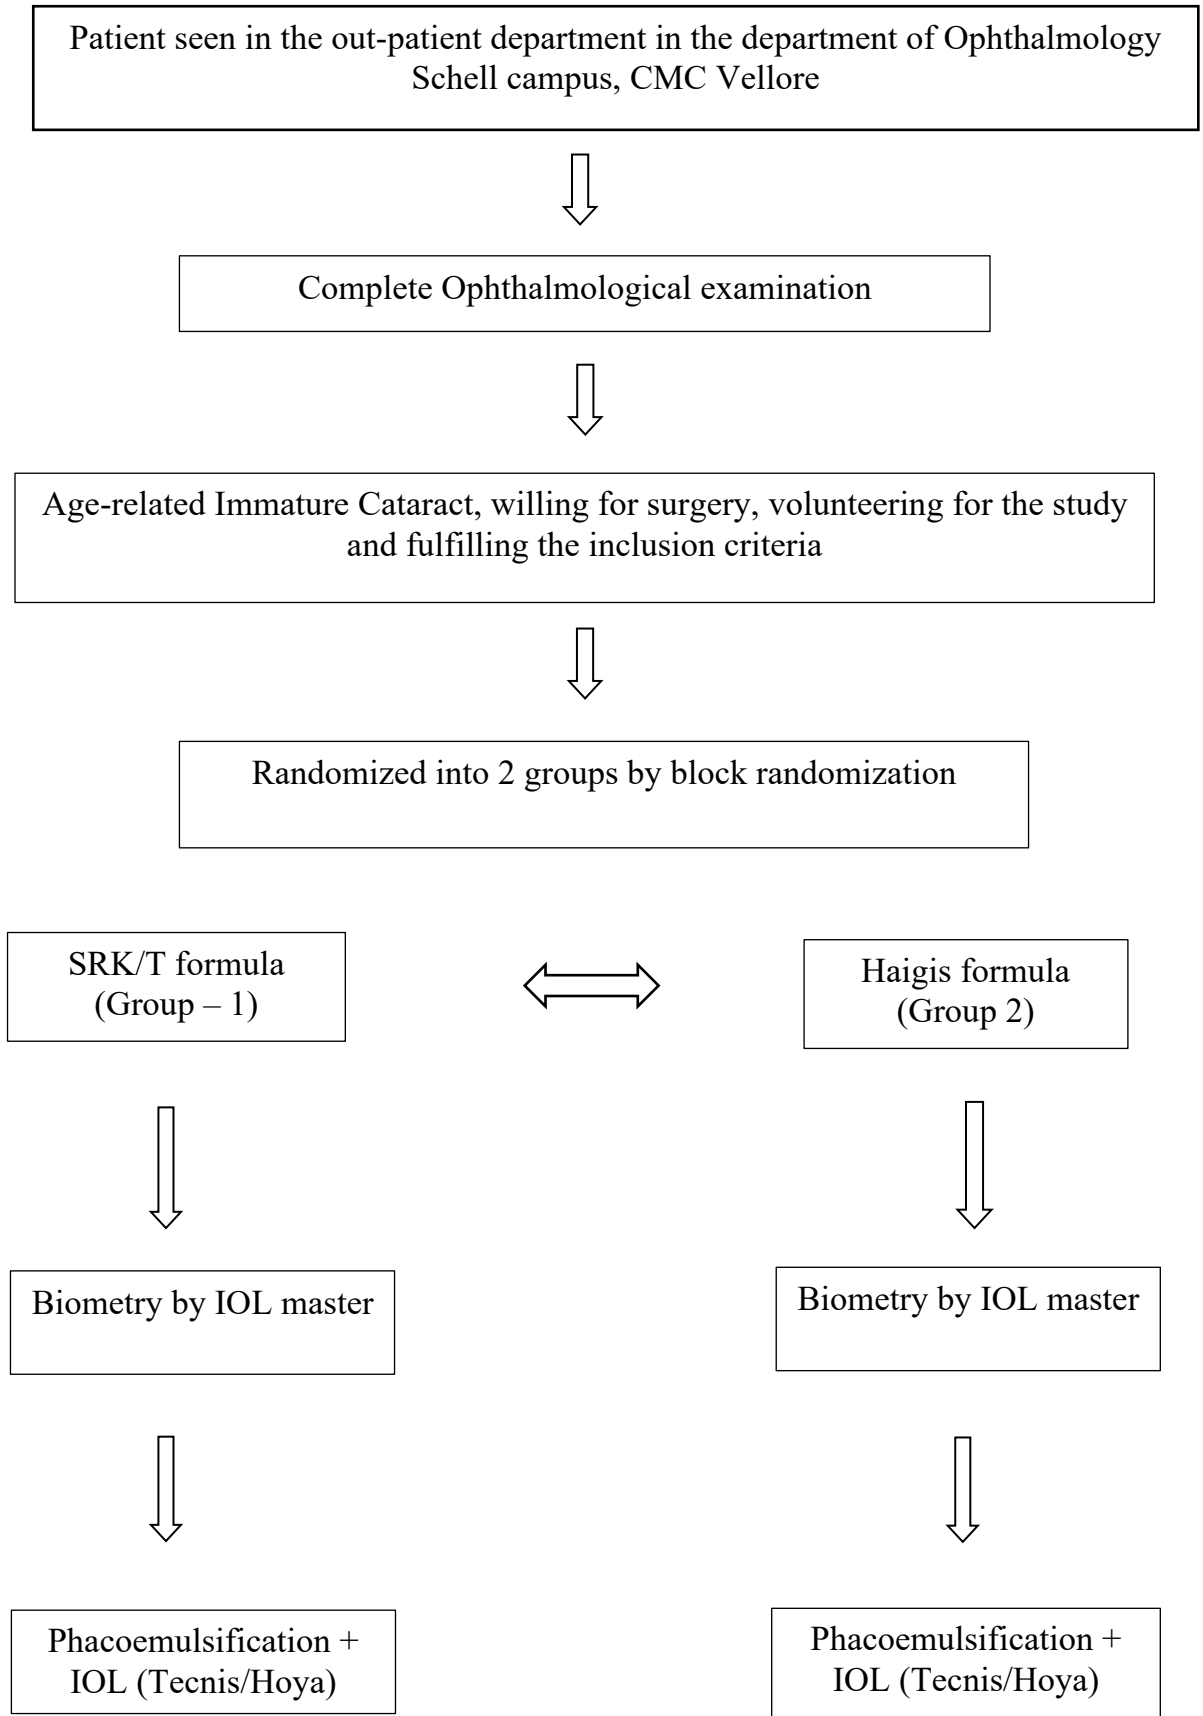 Patient seen in the out-patient department in the department of Ophthalmology
Schell campus, CMC Vellore
Complete Ophthalmological examination
Age-related Immature Cataract, willing for surgery, volunteering for the study
and fulfilling the inclusion criteria
Randomized into 2 groups by block randomization
SRK/T formula
(Group – 1)
Haigis formula
(Group 2)
Biometry by IOL master
Biometry by IOL master
Phacoemulsification +
IOL (Tecnis/Hoya)
Phacoemulsification +
IOL (Tecnis/Hoya)